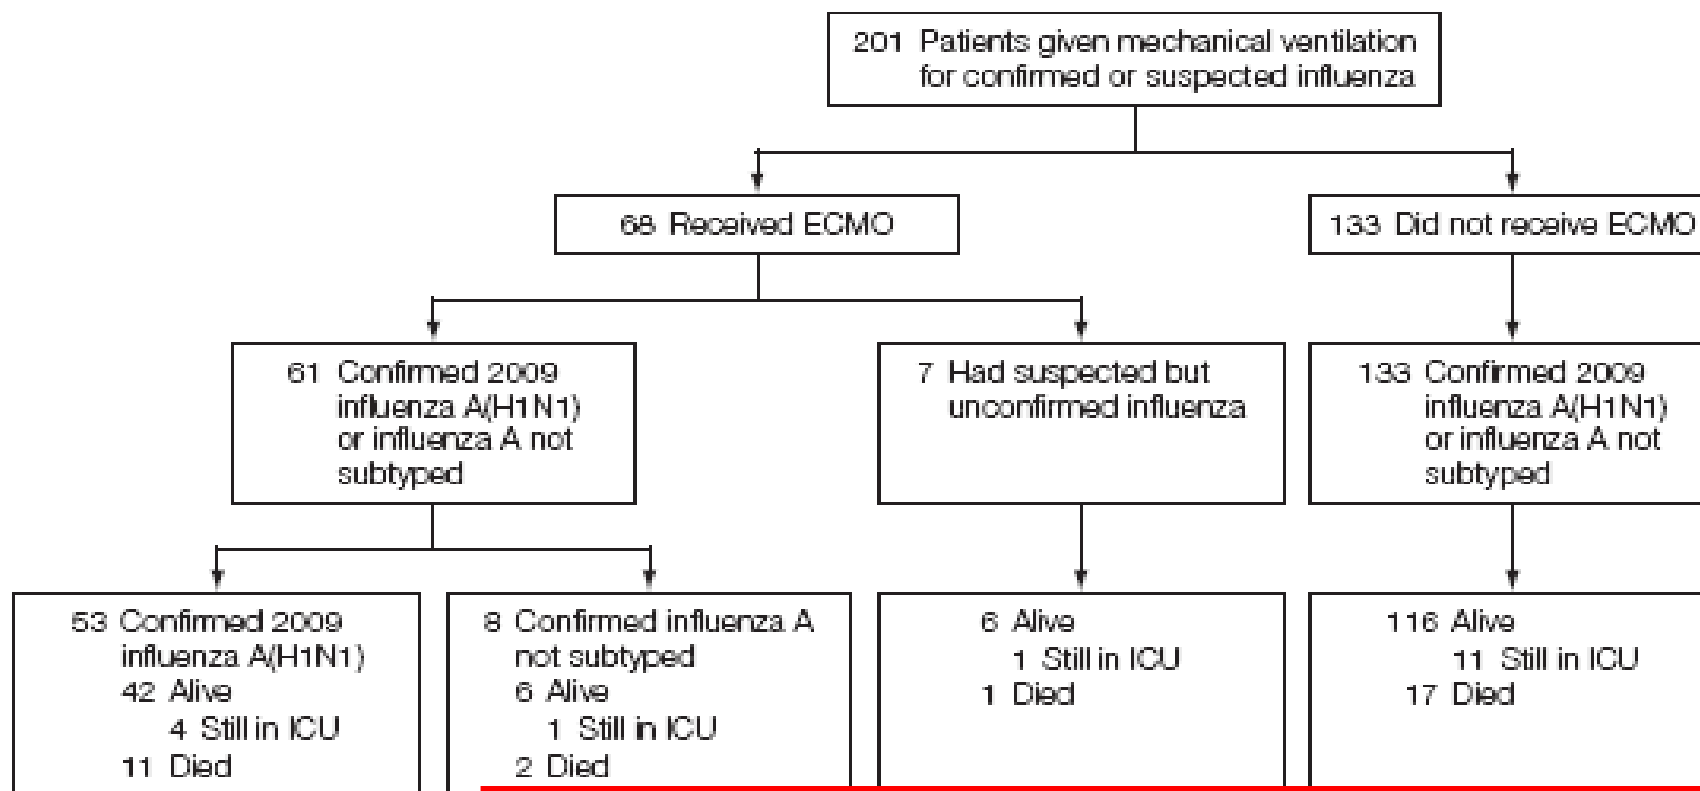 201 Patients given mechanical ventilation
for confirmed or suspected influenza
68 Received ECMO
133 Did not receive ECMO
61 Confirmed 2009
influenza A(H1N1)
or influenza A not
subtyped
7 Had suspected but
unconfirmed influenza
133 Confirmed 2009
influenza A(H1N1)
or influenza A not
subtyped
53 Confirmed 2009
influenza A(H1N1)
42 Alive
4 Still in ICU
11 Died
8 Confirmed influenza A
not subtyped
6 Alive
1 Still in ICU
2 Died
6 Alive
1 Still in ICU
1 Died
116 Alive
11 Still in ICU
17 Died